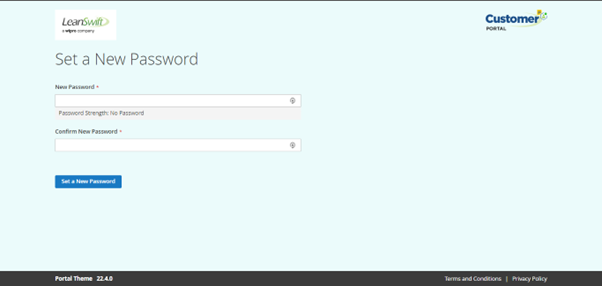 LeanSwift
a wipro company
Customer
PORTAL
Set a New Password
New Password *
Password Strength: No Password
Confirm New Password *
Set a New Password
Portal Theme 22.4.0
Terms and Conditions | Privacy Policy